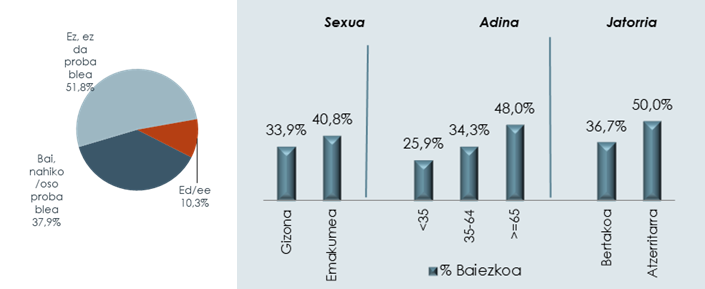 Ez, ez
da
proba
blea
51,8%
Bai,
nahiko
/oso
proba
blea
37,9%
Ed/ee
10,3%
Sexua
Adina
Jatorria
33,9%
40,8%
25,9%
34,3%
48,0%
36,7%
50,0%
Gizona
Emakumea
<35
35-64
>=65
Bertakoa
Atzerritarra
% Baiezkoa